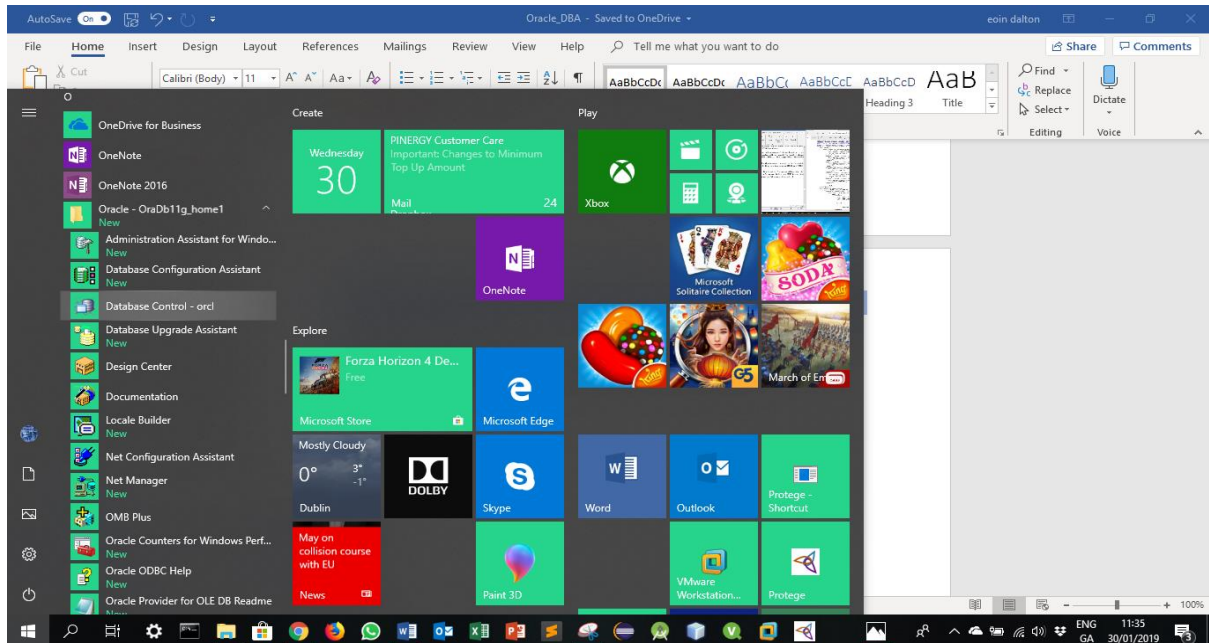 AutoSave On
Oracle_DBA - Saved to OneDrive
eoin dalton
File Home Insert Design Layout References Mailings Review View Help Tell me what you want to do
Share Comments
Cut
Calibri (Body) 11
AaBbCcDc AaBbCcDc AaBbCc AaBbCcE AaBbCcD AaB
Heading 3 Title
Find
Replace
Select
Editing
Dictate
Voice
OneDrive for Business
OneNote
OneNote 2016
Oracle - OraDb11g_home1
New
Administration Assistant for Windo...
New
Database Configuration Assistant
New
Database Control - orcl
Database Upgrade Assistant
New
Design Center
Documentation
Locale Builder
New
Net Configuration Assistant
Net Manager
New
OMB Plus
Oracle Counters for Windows Perf...
New
Oracle ODBC Help
New
Oracle Provider for OLE DB Readme
New
Create
Wednesday
30
PINERGY Customer Care
Important: Changes to Minimum
Top Up Amount
Mail 24
OneNote
Explore
Forza Horizon 4 De...
Free
Microsoft Store
Microsoft Edge
Mostly Cloudy
0° 3°
-1°
Dublin
DOLBY
Skype
May on
collision course
with EU
News
Paint 3D
Play
Xbox
Microsoft
Solitaire Collection
SODA
King
King
G5
March of Em
Word
Outlook
Protege -
Shortcut
VMware
Workstation...
Protege
100%
ENG
GA
11:35
30/01/2019